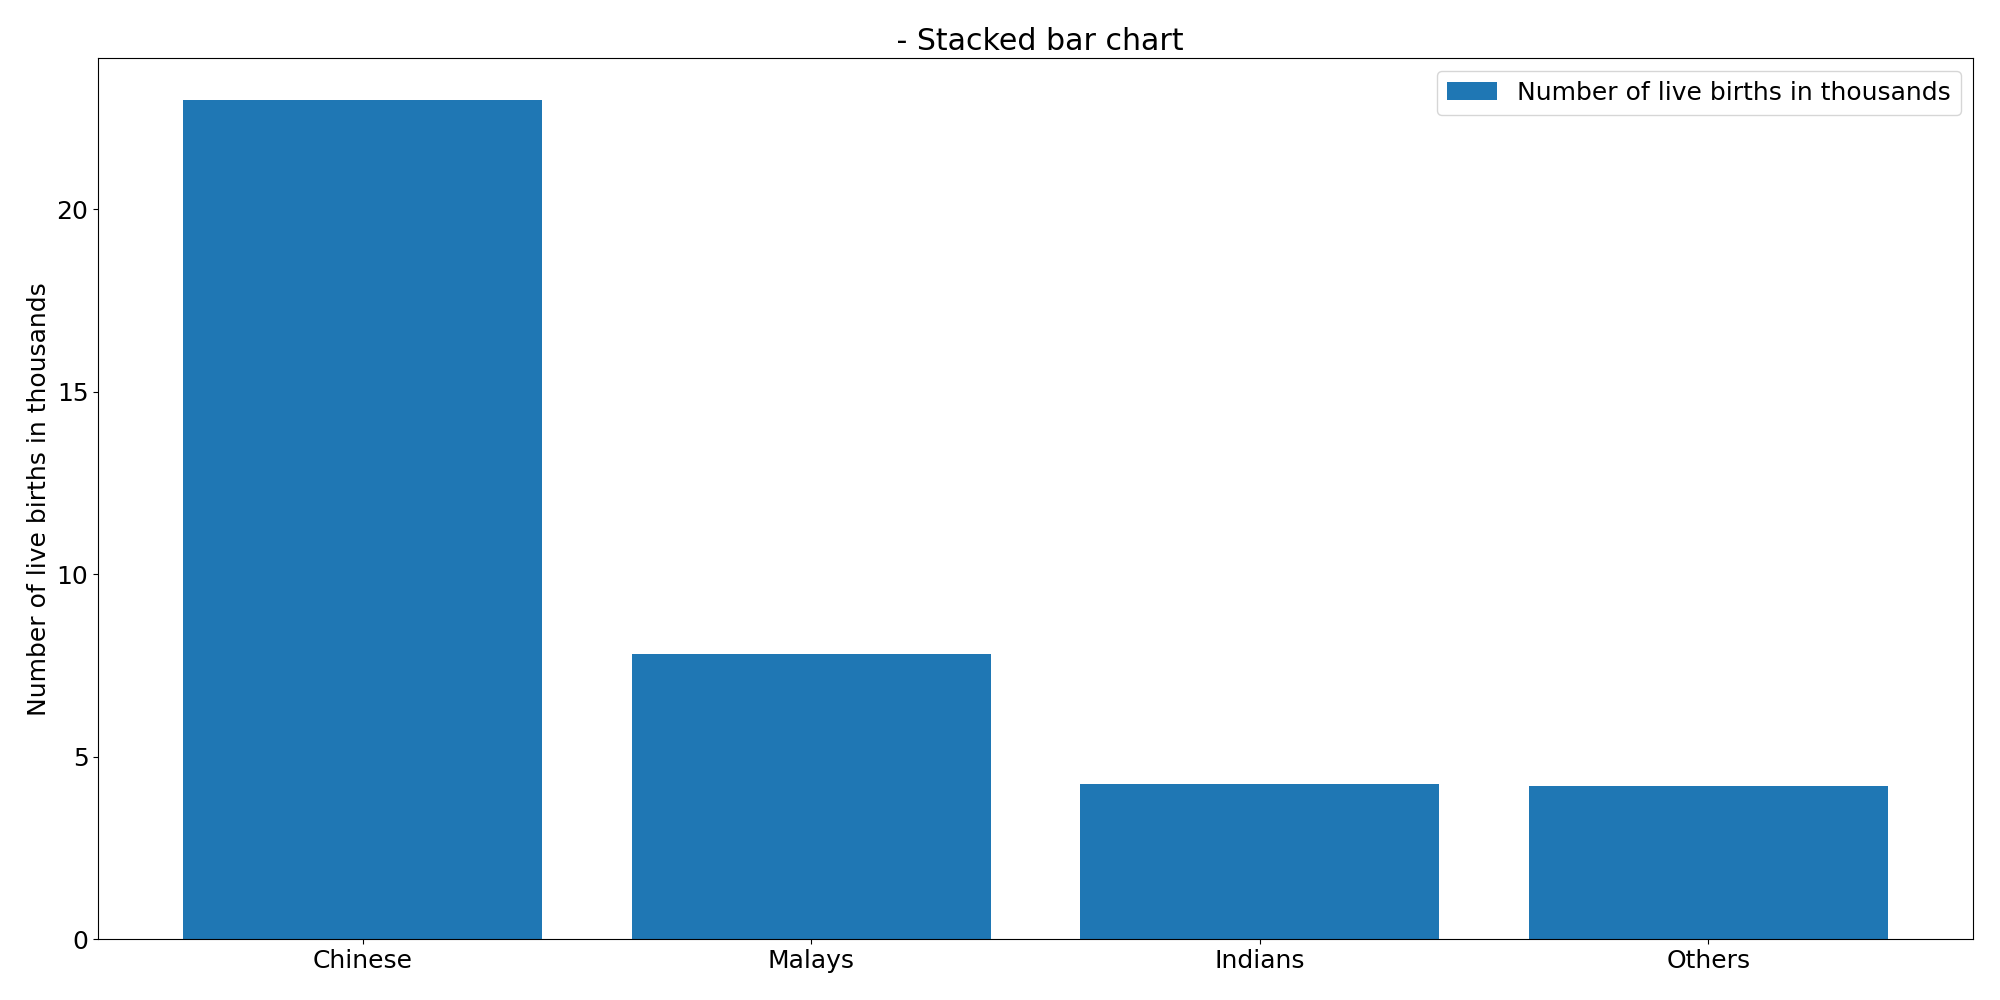 - Stacked bar chart
Number of live births in thousands
Number of live births in thousands
20
15
10
5
0
Chinese
Malays
Indians
Others